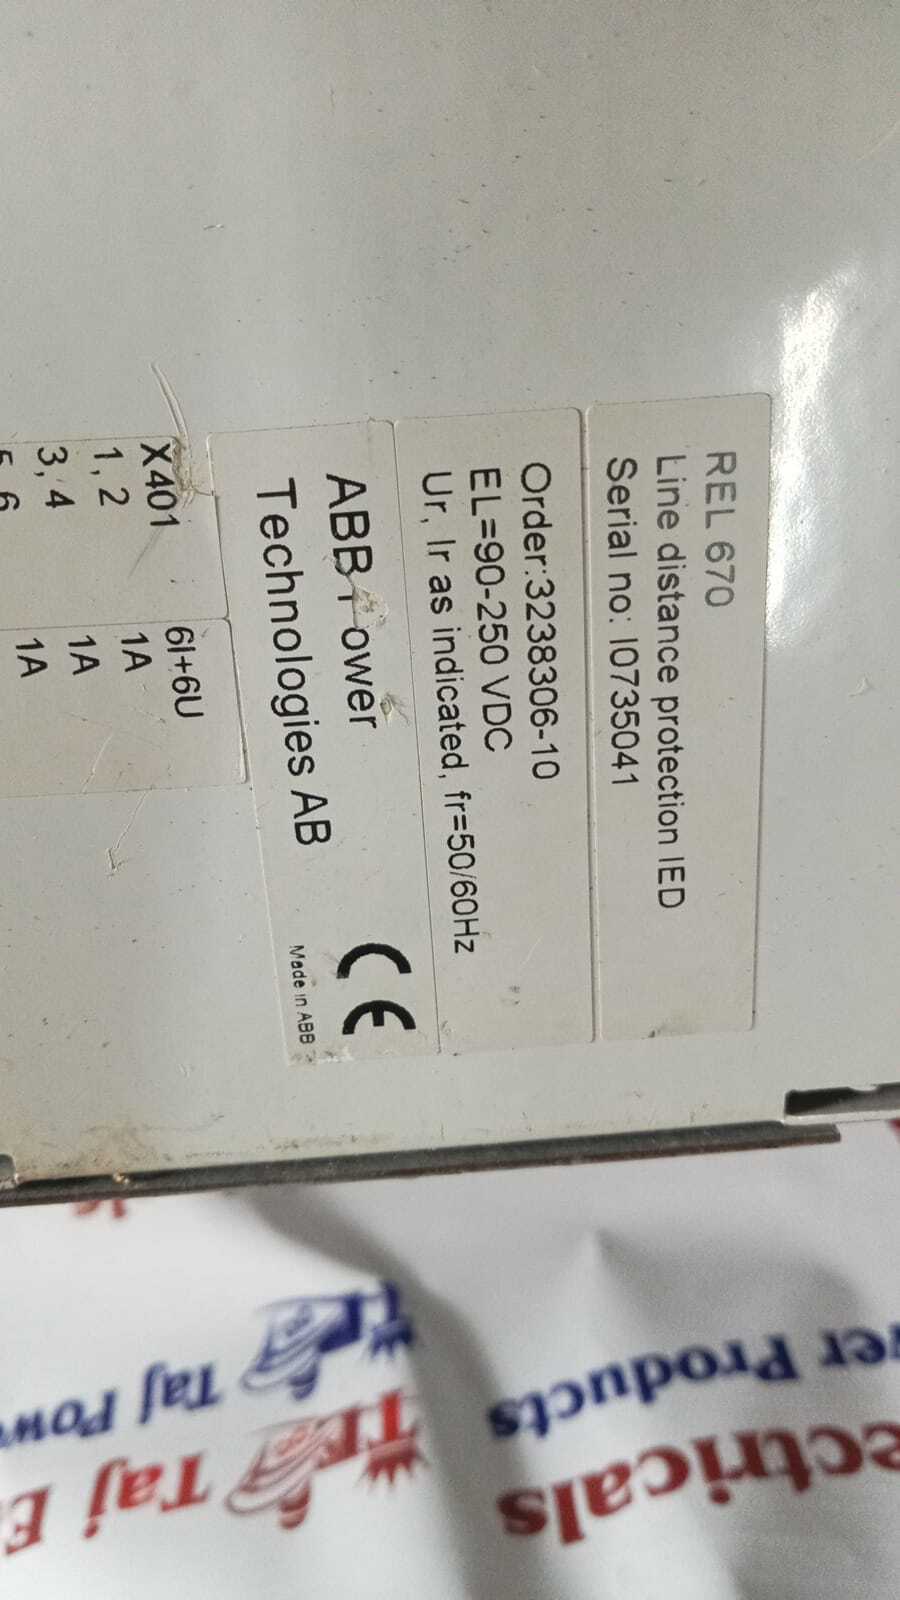 REL 670
Line distance protection IED
Serial no: I0735041
Order:3238306-10
EL=90-250 VDC
Ur, Ir as indicated, fr=50/60Hz
ABB Power
Technologies AB
CE
Made in ABB
X401 6I+6U
1, 2 1A
3, 4 1A
5, 6 1A
Taj Pow
Taj E
er Products
ectricals